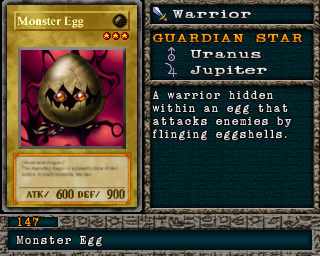 Monster Egg
ATK/ 600 DEF/ 900
Warrior
GUARDIAN STAR
Uranus
Jupiter
A warrior hidden
within an egg that
attacks enemies by
flinging eggshells.
147
Monster Egg